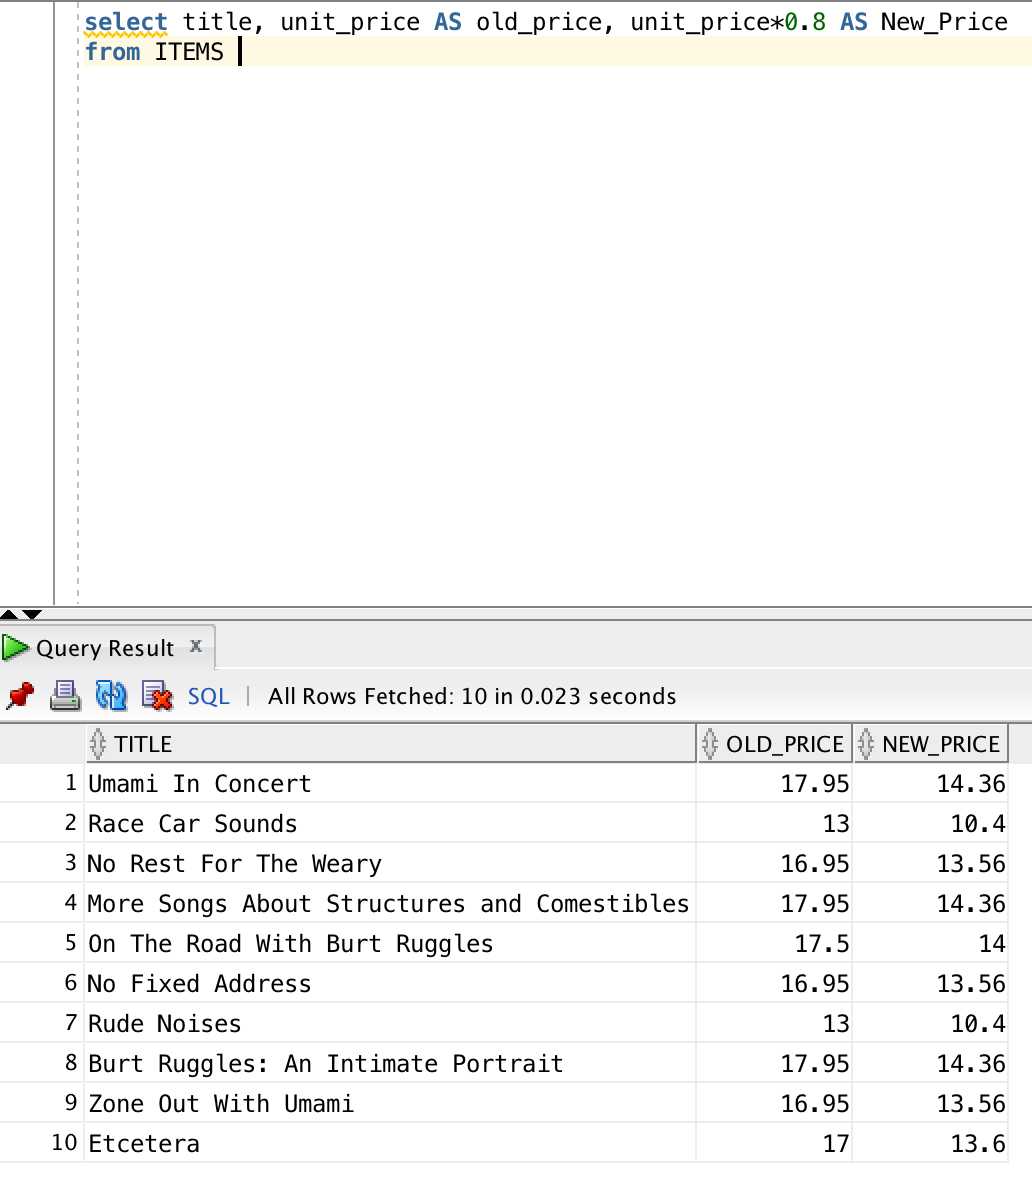 select title, unit_price AS old_price, unit_price*0.8 AS New_Price
from ITEMS
Query Result x
SQL | All Rows Fetched: 10 in 0.023 seconds
TITLE OLD_PRICE NEW_PRICE
1 Umami In Concert 17.95 14.36
2 Race Car Sounds 13 10.4
3 No Rest For The Weary 16.95 13.56
4 More Songs About Structures and Comestibles 17.95 14.36
5 On The Road With Burt Ruggles 17.5 14
6 No Fixed Address 16.95 13.56
7 Rude Noises 13 10.4
8 Burt Ruggles: An Intimate Portrait 17.95 14.36
9 Zone Out With Umami 16.95 13.56
10 Etcetera 17 13.6